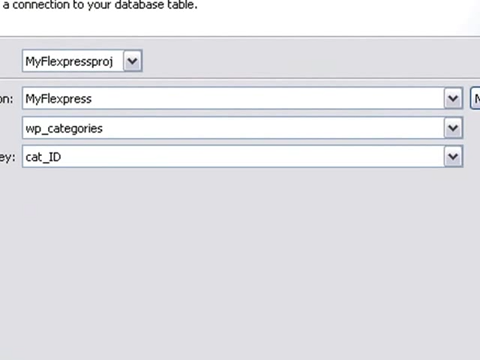 a connection to your database table.
MyFlexpressproj
on: MyFlexpress
wp_categories
ey: cat_ID